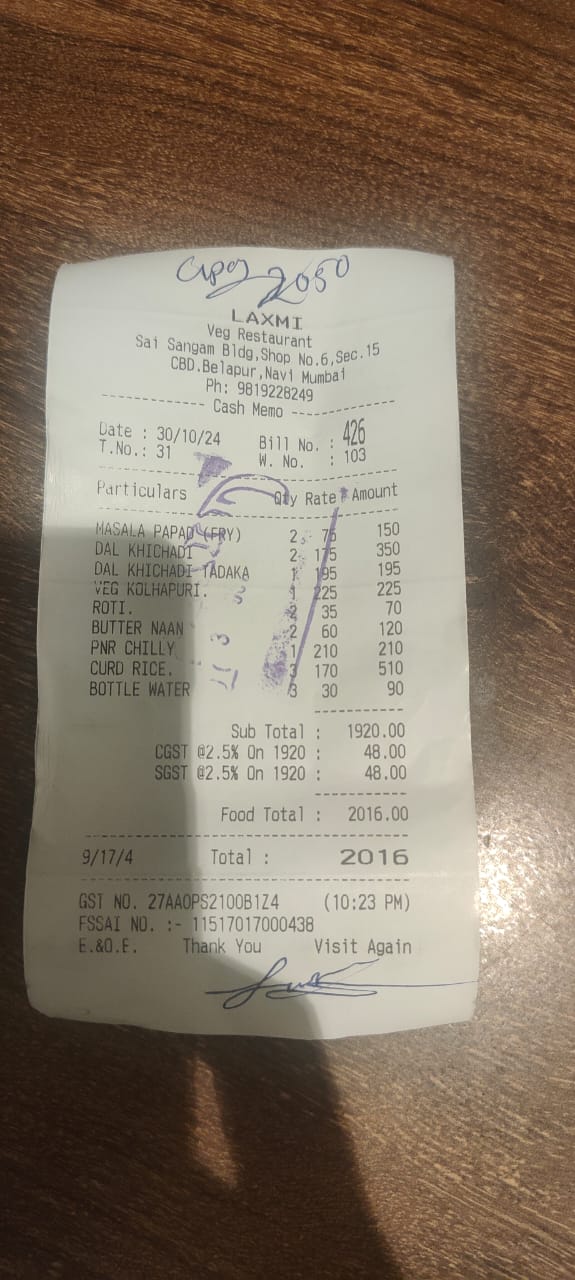 2050
LAXMI
Veg Restaurant
Sai Sangam Bldg,Shop No.6,Sec.15
CBD.Belapur,Navi Mumbai
Ph: 9819228249
Cash Memo
Date : 30/10/24 Bill No. : 426
T.No.: 31 W. No. : 103
Particulars Qty Rate Amount
MASALA PAPAD (FRY) 2 75 150
DAL KHICHADI 2 175 350
DAL KHICHADI TADAKA 1 195 195
VEG KOLHAPURI. 1 225 225
ROTI. 2 35 70
BUTTER NAAN 2 60 120
PNR CHILLY 1 210 210
CURD RICE. 3 170 510
BOTTLE WATER 3 30 90
Sub Total : 1920.00
CGST @2.5% On 1920 : 48.00
SGST @2.5% On 1920 : 48.00
Food Total : 2016.00
9/17/4 Total : 2016
GST NO. 27AAOPS2100B1Z4 (10:23 PM)
FSSAI NO. :- 11517017000438
E.&O.E. Thank You Visit Again